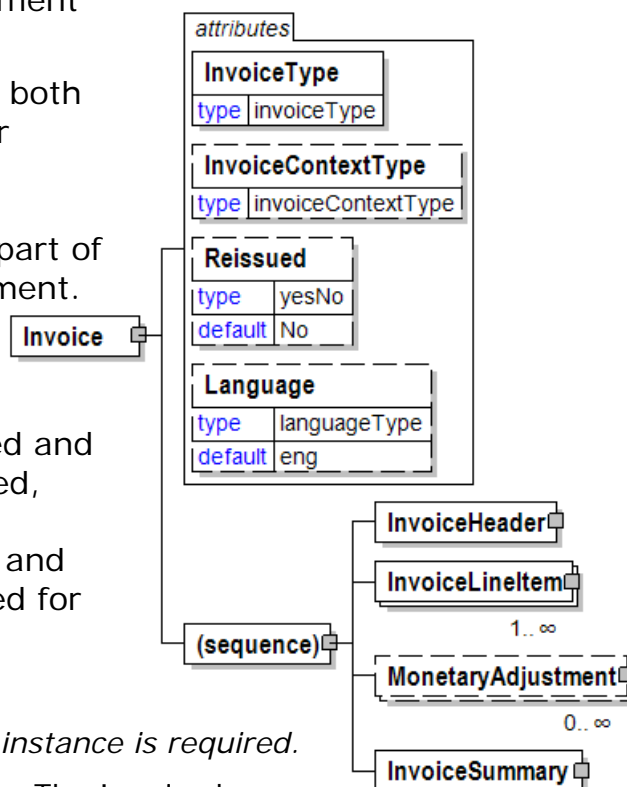 ment
attributes
InvoiceType
type invoiceType
both
r
InvoiceContextType
type invoiceContextType
part of
ment.
Reissued
type yesNo
default No
Invoice
Language
type languageType
default eng
ed and
ed,
InvoiceHeader
and
ed for
InvoiceLineItem
1.. ∞
(sequence)
MonetaryAdjustment
0.. ∞
instance is required.
InvoiceSummary